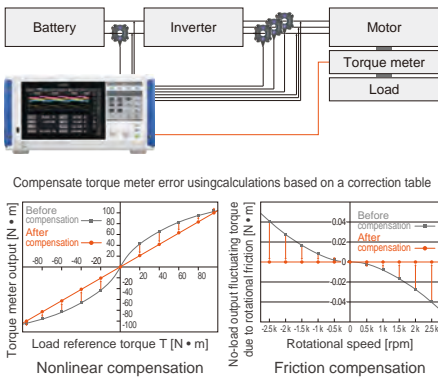 Battery
Inverter
Motor
Torque meter
Load
Compensate torque meter error usingcalculations based on a correction table
Torque meter output [N • m]
Before
compensation
After
compensation
100
80
60
40
20
-80 -60 -40 -20
20 40 60 80
-20
-40
-60
-80
-100
Load reference torque T [N • m]
Nonlinear compensation
No-load output fluctuating torque
due to rotational friction [N • m]
Before
compensation
After
compensation
0.04
0.02
0
-0.02
-0.04
-2.5k -2k -1.5k -1k -0.5k 0 0.5k 1k 1.5k 2k 2.5k
Rotational speed [rpm]
Friction compensation